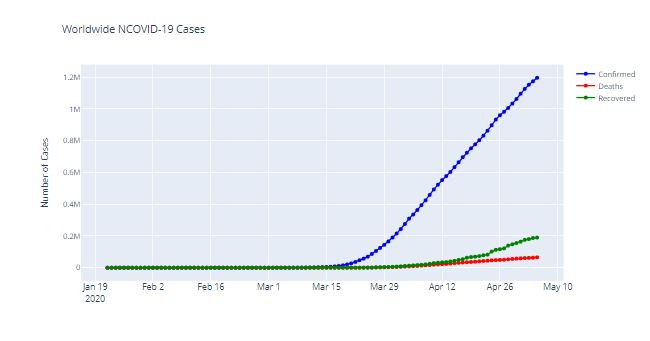 Worldwide NCOVID-19 Cases
Confirmed
Deaths
Recovered
Number of Cases
1.2M
1M
0.8M
0.6M
0.4M
0.2M
0
Jan 19
2020
Feb 2
Feb 16
Mar 1
Mar 15
Mar 29
Apr 12
Apr 26
May 10